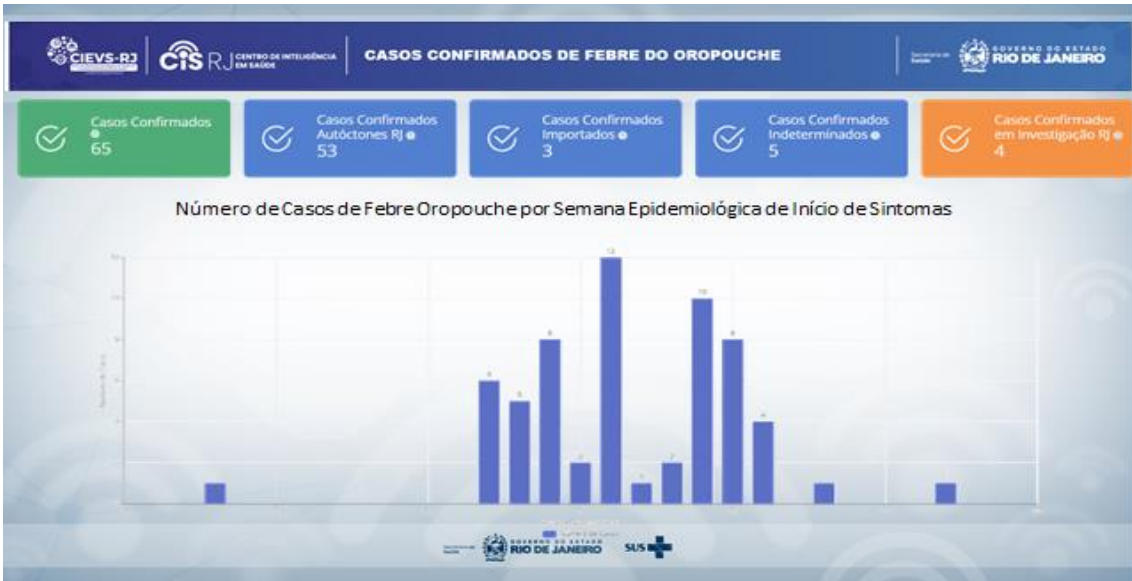 CIEVS-RJ
CIS RJ CENTRO DE INTELIGÊNCIA
EM SAÚDE
CASOS CONFIRMADOS DE FEBRE DO OROPOUCHE
Secretaria de
Saúde
GOVERNO DO ESTADO
RIO DE JANEIRO
Casos Confirmados
65
Casos Confirmados
Autóctones RJ
53
Casos Confirmados
Importados
3
Casos Confirmados
Indeterminados
5
Casos Confirmados
em Investigação RJ
4
Número de Casos de Febre Oropouche por Semana Epidemiológica de Início de Sintomas
12
10
8
8
6
5
2
1
2
4
GOVERNO DO ESTADO
RIO DE JANEIRO
SUS